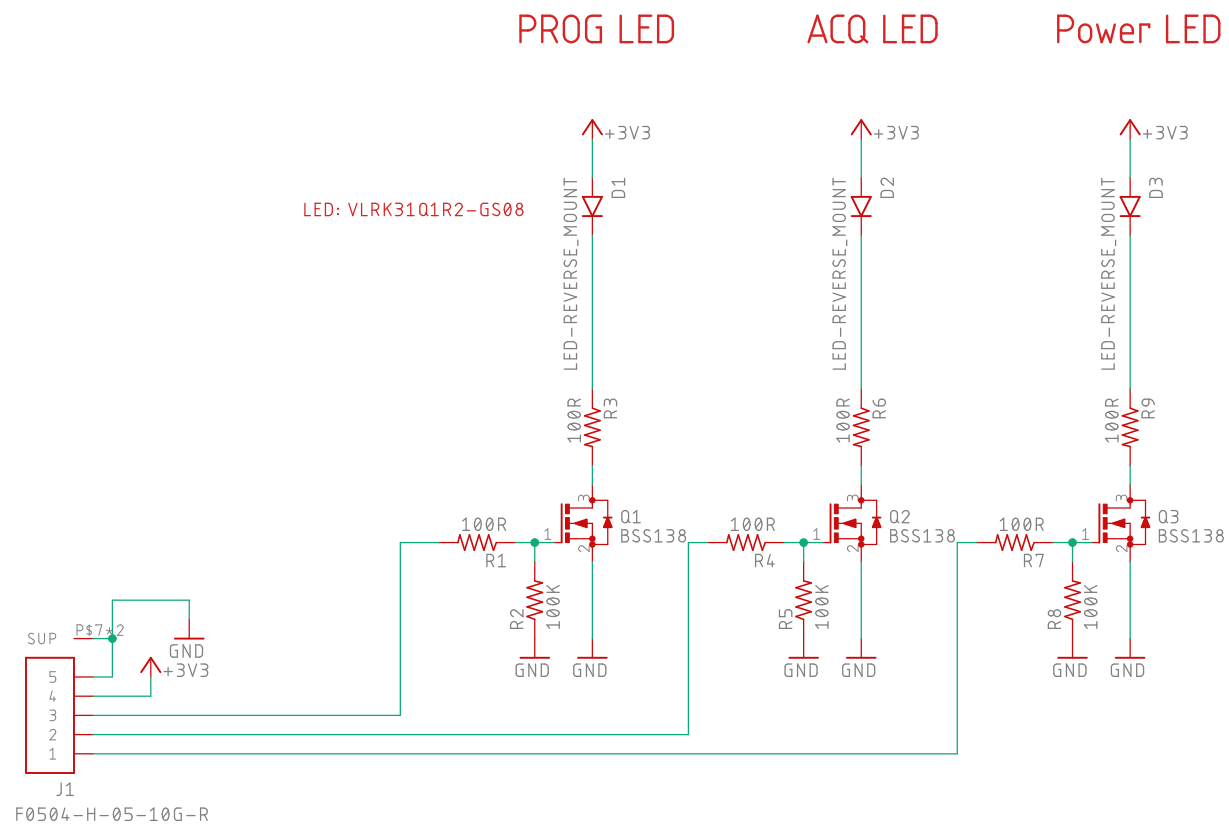 PROG LED
ACQ LED
Power LED
+3V3
+3V3
+3V3
D1
D2
D3
LED: VLRK31Q1R2-GS08
LED-REVERSE_MOUNT
LED-REVERSE_MOUNT
LED-REVERSE_MOUNT
100R
R3
100R
R6
100R
R9
3
3
3
100R
R1
1
Q1
BSS138
2
100R
R4
1
Q2
BSS138
2
100R
R7
1
Q3
BSS138
2
R2
100K
R5
100K
R8
100K
GND
GND
GND
GND
GND
GND
SUP
P$7*2
GND
+3V3
5
4
3
2
1
J1
F0504-H-05-10G-R